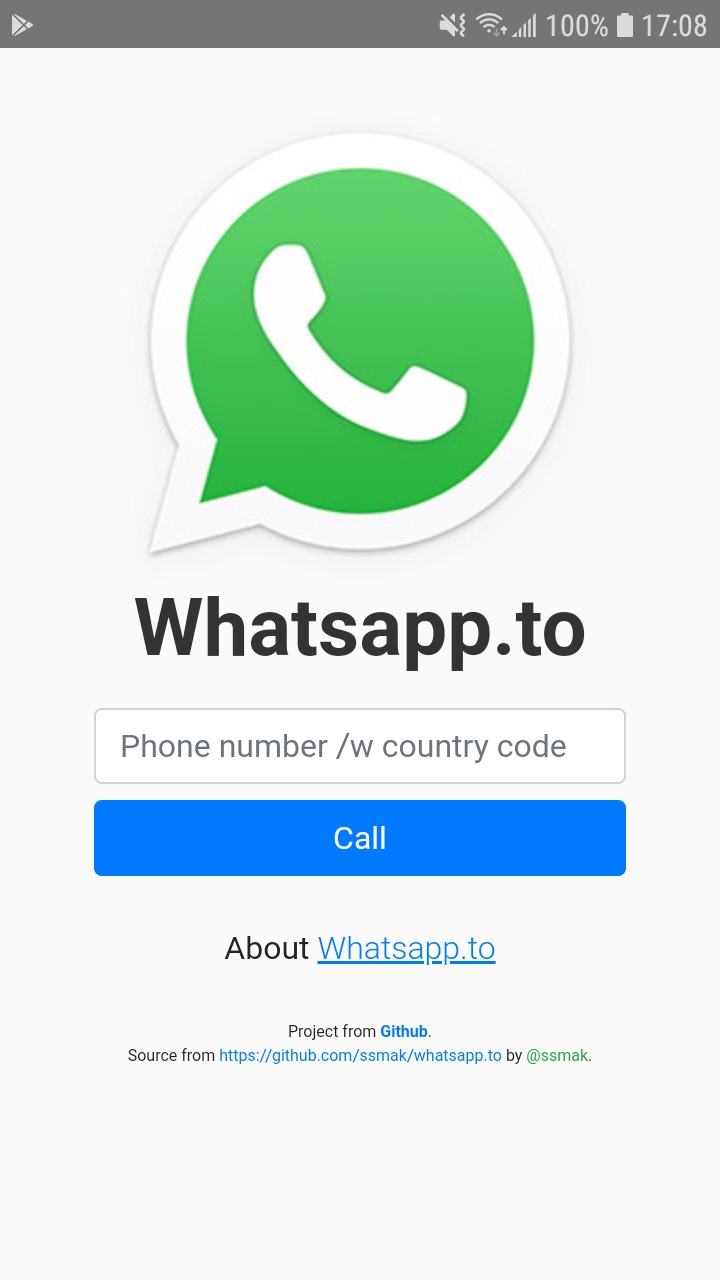 100% 17:08
Whatsapp.to
Phone number /w country code
Call
About Whatsapp.to
Project from Github.
Source from https://github.com/ssmak/whatsapp.to by @ssmak.